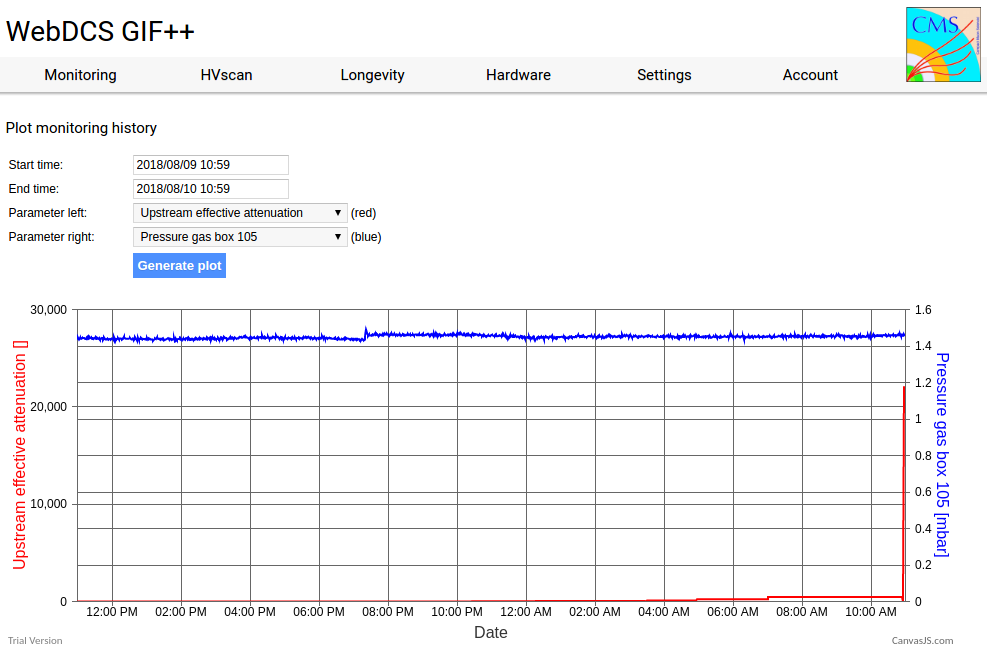 WebDCS GIF++
CMS
Monitoring HVscan Longevity Hardware Settings Account
Plot monitoring history
Start time: 2018/08/09 10:59
End time: 2018/08/10 10:59
Parameter left: Upstream effective attenuation (red)
Parameter right: Pressure gas box 105 (blue)
Generate plot
Upstream effective attenuation []
30,000
20,000
10,000
0
1.6
1.4
1.2
1
0.8
0.6
0.4
0.2
0
Pressure gas box 105 [mbar]
12:00 PM 02:00 PM 04:00 PM 06:00 PM 08:00 PM 10:00 PM 12:00 AM 02:00 AM 04:00 AM 06:00 AM 08:00 AM 10:00 AM
Date
Trial Version
CanvasJS.com